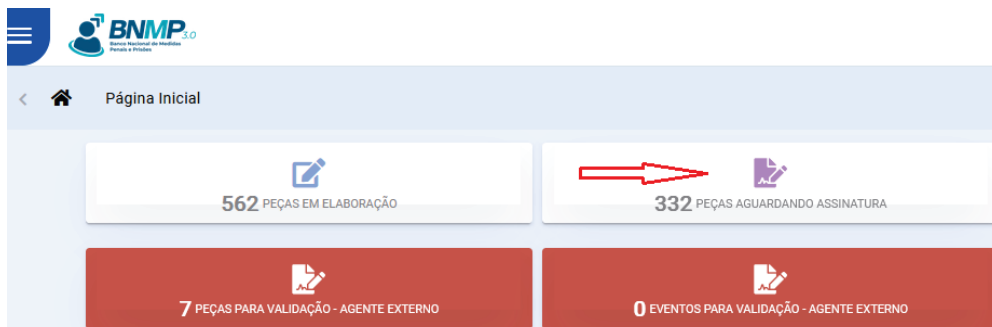 BNMP 3.0
Banco Nacional de Medidas
Penais e Prisões
Página Inicial
562 PEÇAS EM ELABORAÇÃO
332 PEÇAS AGUARDANDO ASSINATURA
7 PEÇAS PARA VALIDAÇÃO - AGENTE EXTERNO
0 EVENTOS PARA VALIDAÇÃO - AGENTE EXTERNO